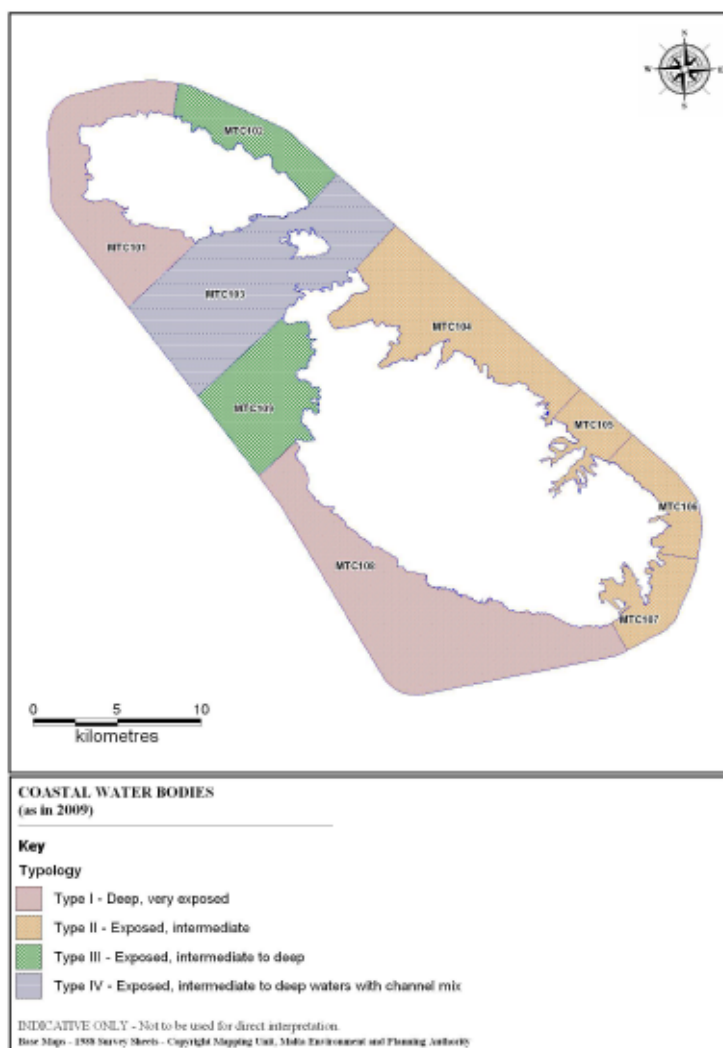 N
W
E
S
MTC102
MTC101
MTC103
MTC104
MTC109
MTC105
MTC106
MTC108
MTC107
0 5 10
kilometres
COASTAL WATER BODIES
(as in 2009)
Key
Typology
Type I - Deep, very exposed
Type II - Exposed, intermediate
Type III - Exposed, intermediate to deep
Type IV - Exposed, intermediate to deep waters with channel mix
INDICATIVE ONLY - Not to be used for direct interpretation.
Base Maps - 1988 Survey Sheets - Copyright Mapping Unit, Malta Environment and Planning Authority